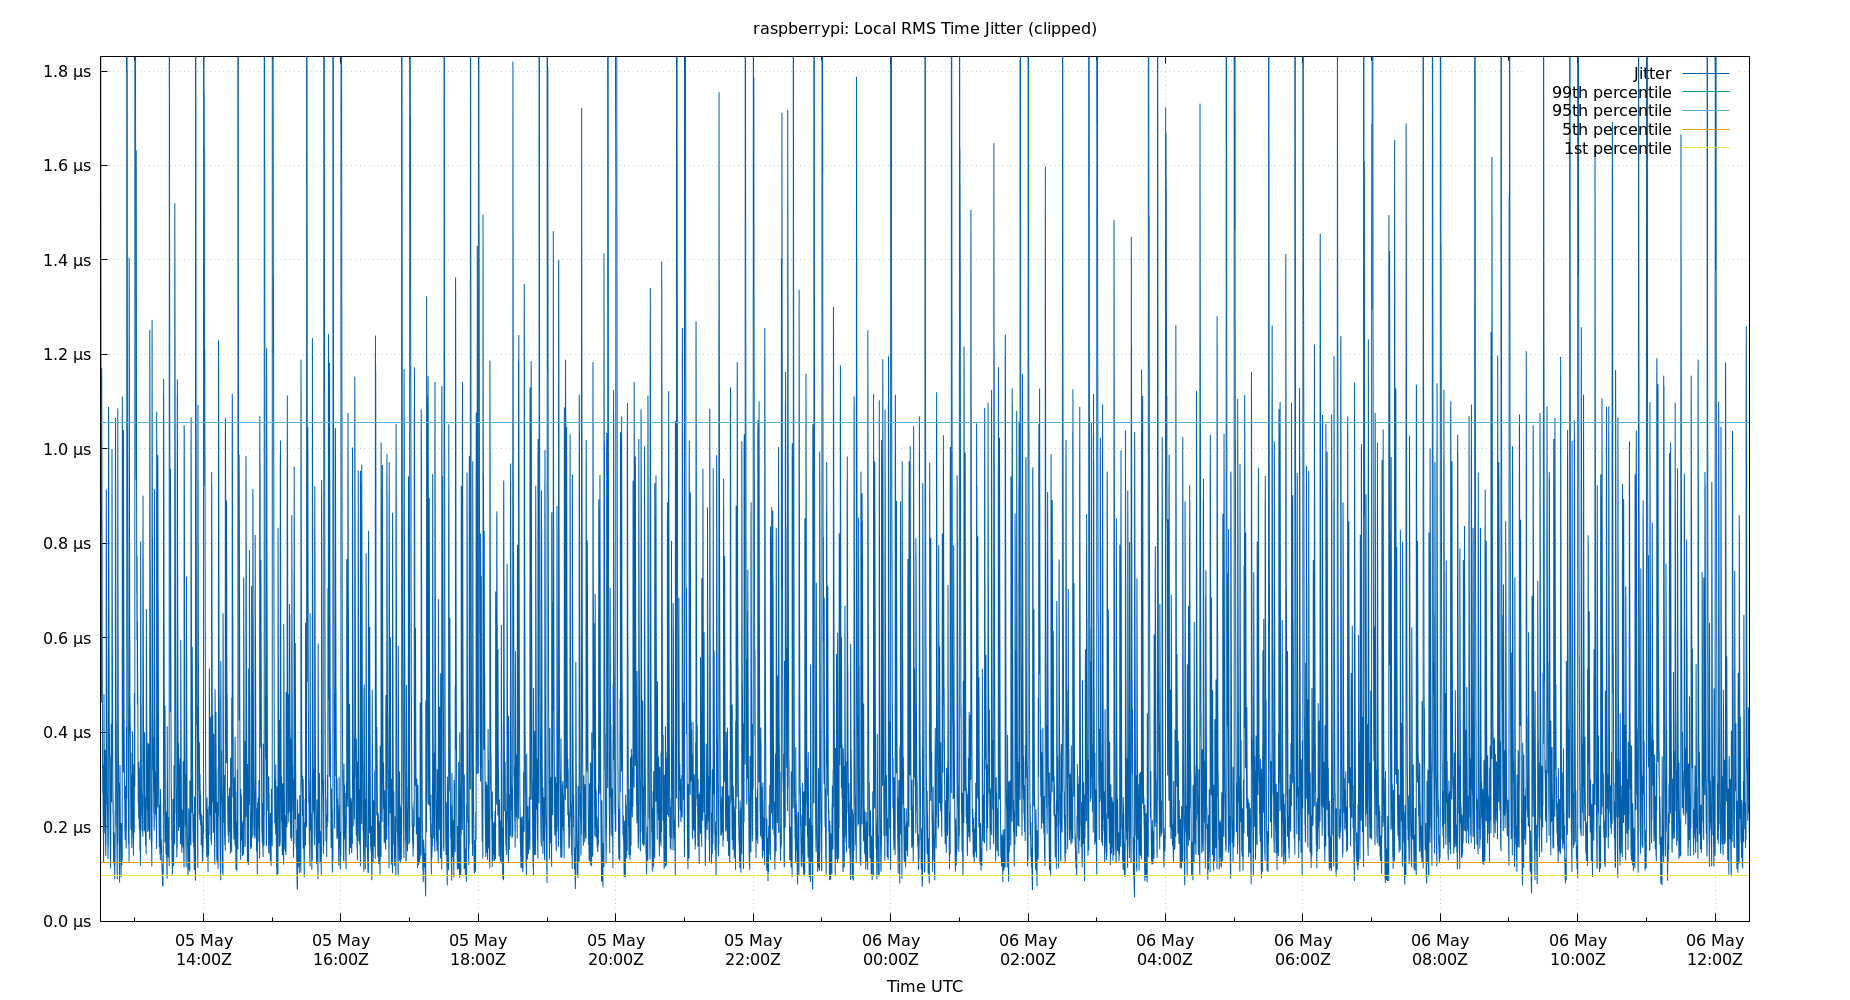 raspberrypi: Local RMS Time Jitter (clipped)
1.8 µs
1.6 µs
1.4 µs
1.2 µs
1.0 µs
0.8 µs
0.6 µs
0.4 µs
0.2 µs
0.0 µs
Jitter
99th percentile
95th percentile
5th percentile
1st percentile
05 May 05 May 05 May 05 May 05 May 06 May 06 May 06 May 06 May 06 May 06 May 06 May
14:00Z 16:00Z 18:00Z 20:00Z 22:00Z 00:00Z 02:00Z 04:00Z 06:00Z 08:00Z 10:00Z 12:00Z
Time UTC